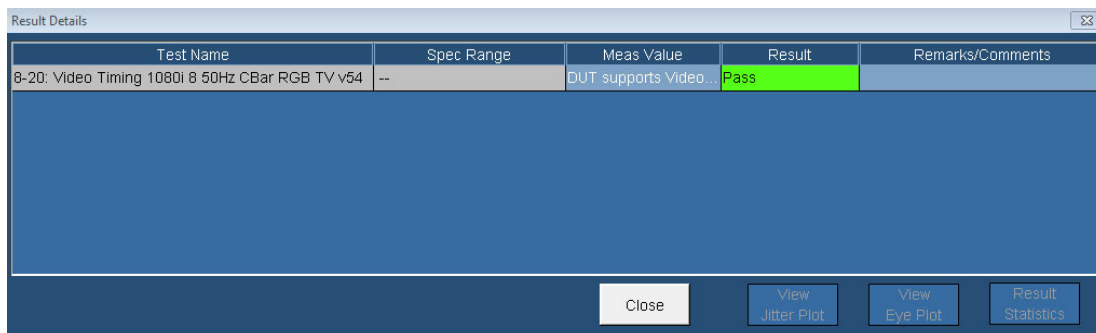 Result Details
Test Name Spec Range Meas Value Result Remarks/Comments
8-20: Video Timing 1080i 8 50Hz CBar RGB TV v54 -- DUT supports Video... Pass
Close View Jitter Plot View Eye Plot Result Statistics